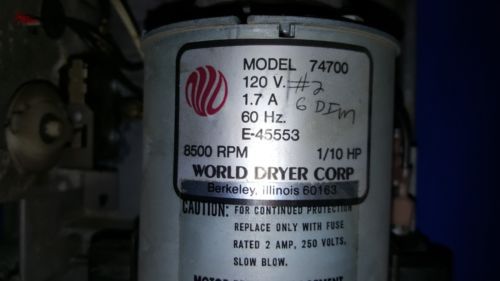 MODEL 74700
120 V. #2
1.7 A 6 DIM
60 Hz.
E-45553
8500 RPM 1/10 HP
WORLD DRYER CORP
Berkeley, Illinois 60163
CAUTION: FOR CONTINUED PROTECTION
REPLACE ONLY WITH FUSE
RATED 2 AMP, 250 VOLTS,
SLOW BLOW.